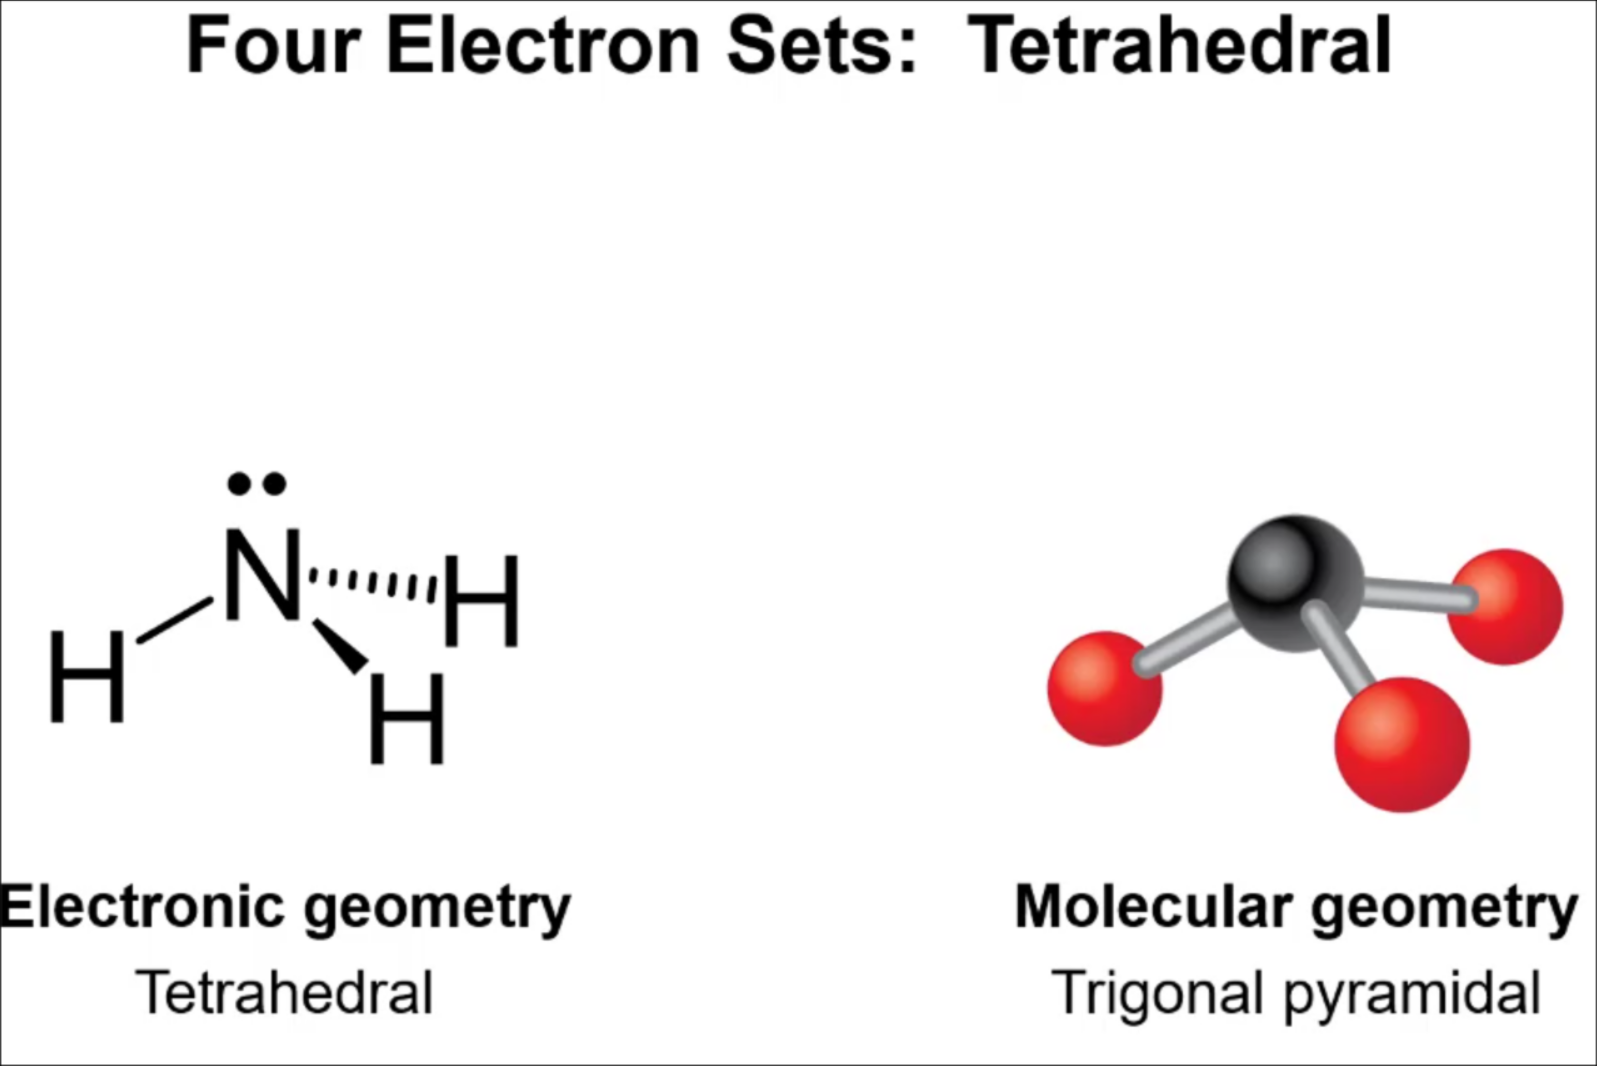 Four Electron Sets: Tetrahedral
N
H
H
H
Electronic geometry
Tetrahedral
Molecular geometry
Trigonal pyramidal